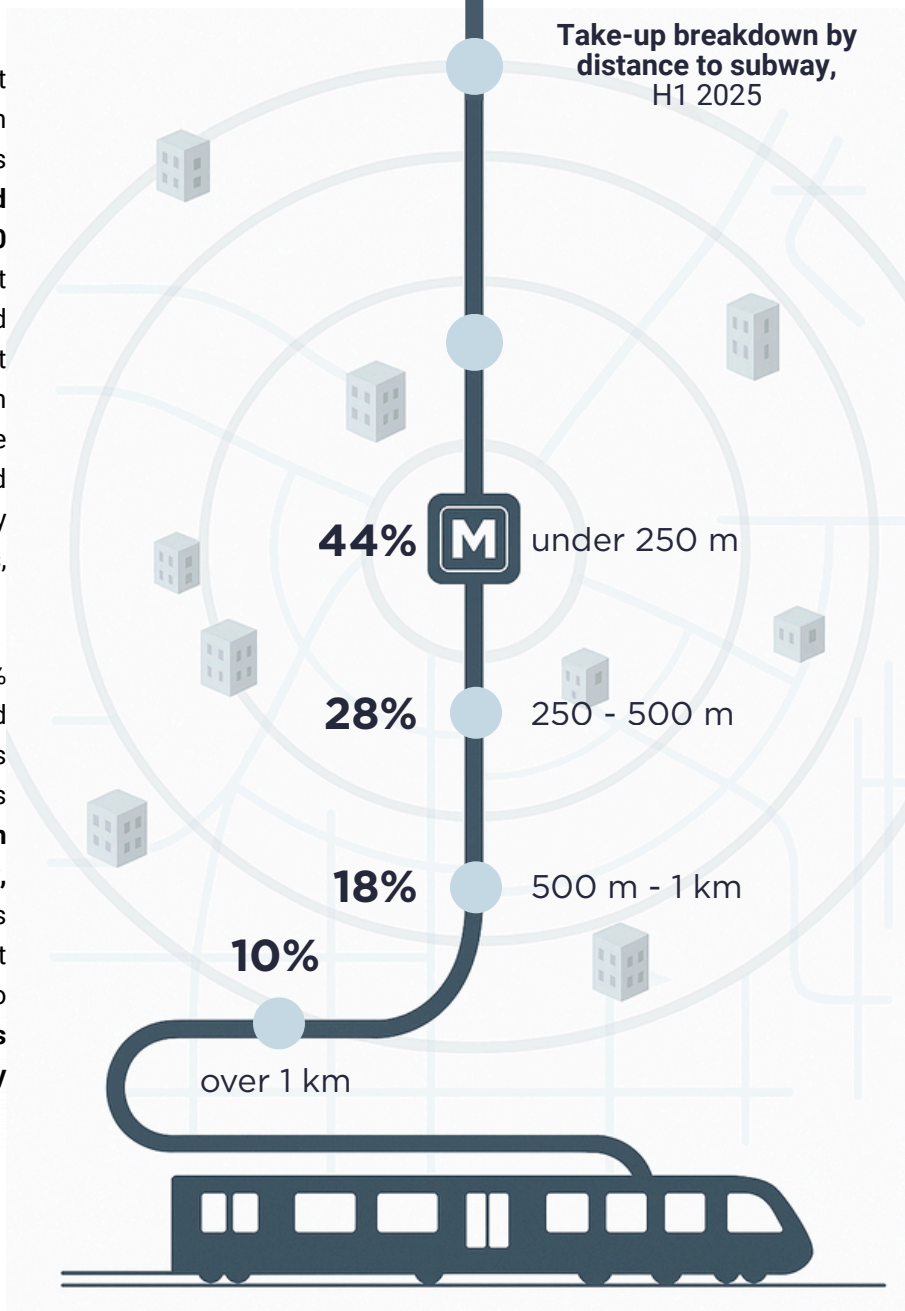 Take-up breakdown by
distance to subway,
H1 2025
44% M under 250 m
28% 250 - 500 m
18% 500 m - 1 km
10%
over 1 km